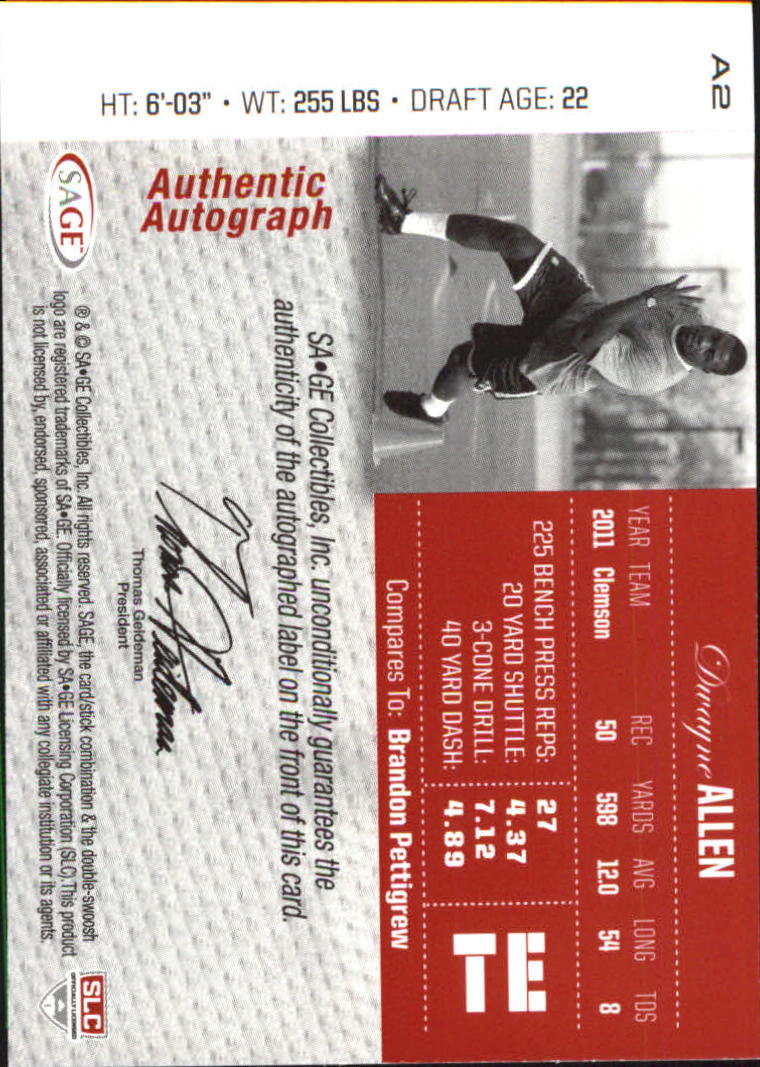 A2
HT: 6'-03" • WT: 255 LBS • DRAFT AGE: 22
Dwayne ALLEN
YEAR TEAM REC YARDS AVG LONG TDS
2011 Clemson 50 598 12.0 54 8
225 BENCH PRESS REPS: 27
20 YARD SHUTTLE: 4.37
3-CONE DRILL: 7.12
40 YARD DASH: 4.89
TE
Compares To: Brandon Pettigrew
Authentic
Autograph
SA•GE Collectibles, Inc. unconditionally guarantees the
authenticity of the autographed label on the front of this card.
Thomas Geideman
President
SAGE™
® & © SA•GE Collectibles, Inc. All rights reserved. SAGE, the card/stick combination & the double-swoosh
logo are registered trademarks of SA•GE. Officially licensed by SA•GE Licensing Corporation (SLC). This product
is not licensed by, endorsed, sponsored, associated or affiliated with any collegiate institution or its agents.
SLC
OFFICIALLY LICENSED